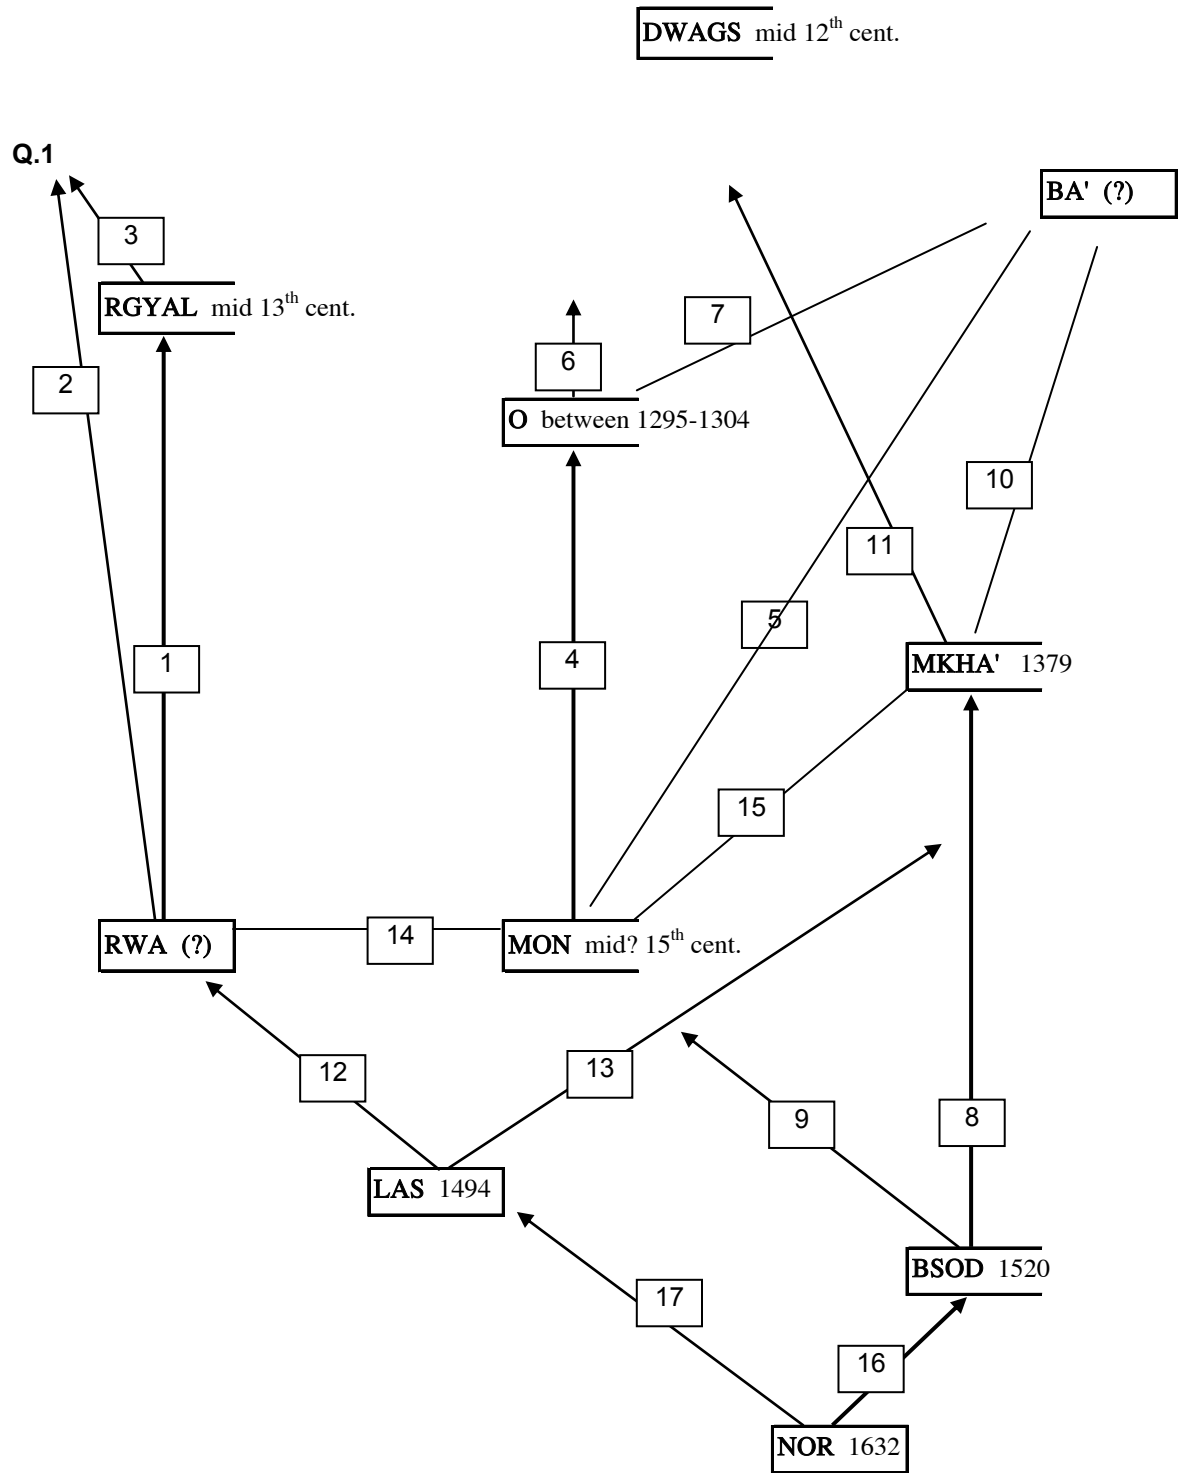 DWAGS mid 12th cent.
Q.1
BA' (?)
3
RGYAL mid 13th cent.
7
6
2
O between 1295-1304
10
11
5
4
1
MKHA' 1379
15
14
RWA (?)
MON mid? 15th cent.
13
12
9
8
LAS 1494
BSOD 1520
17
16
NOR 1632